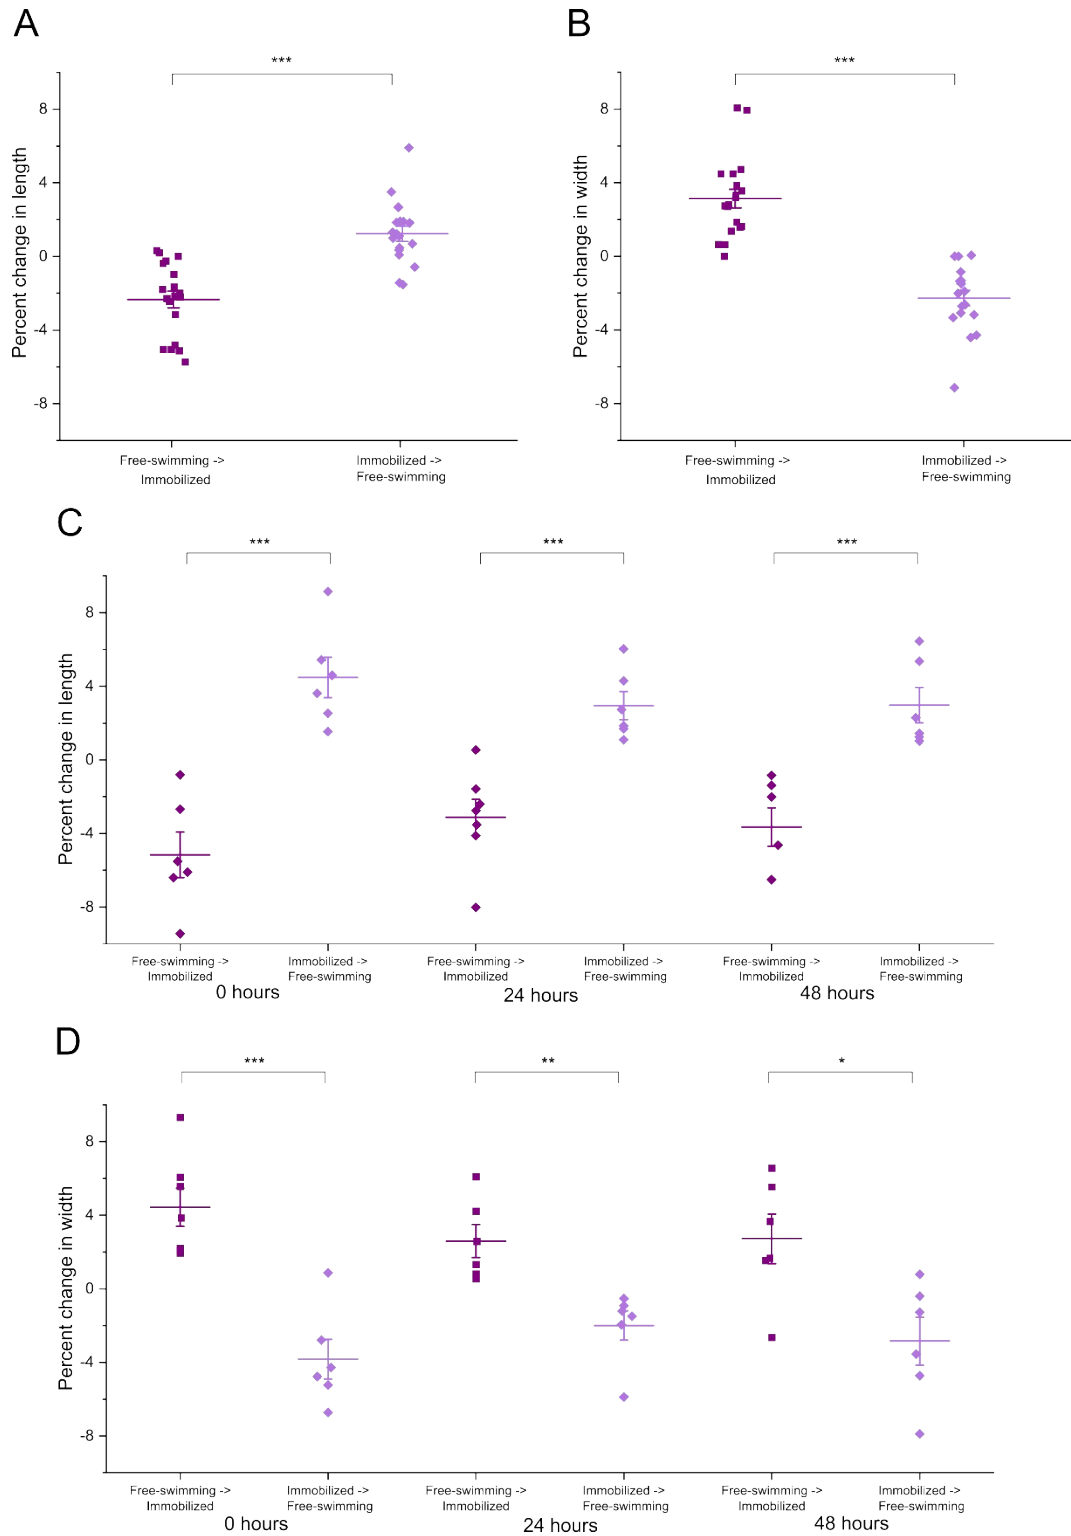 A
B
***
***
Percent change in length
8
4
0
-4
-8
Free-swimming ->
Immobilized
Immobilized ->
Free-swimming
Percent change in width
8
4
0
-4
-8
Free-swimming ->
Immobilized
Immobilized ->
Free-swimming
C
***
***
***
Percent change in length
8
4
0
-4
-8
Free-swimming ->
Immobilized
Immobilized ->
Free-swimming
Free-swimming ->
Immobilized
Immobilized ->
Free-swimming
Free-swimming ->
Immobilized
Immobilized ->
Free-swimming
0 hours
24 hours
48 hours
D
***
**
*
Percent change in width
8
4
0
-4
-8
Free-swimming ->
Immobilized
Immobilized ->
Free-swimming
Free-swimming ->
Immobilized
Immobilized ->
Free-swimming
Free-swimming ->
Immobilized
Immobilized ->
Free-swimming
0 hours
24 hours
48 hours